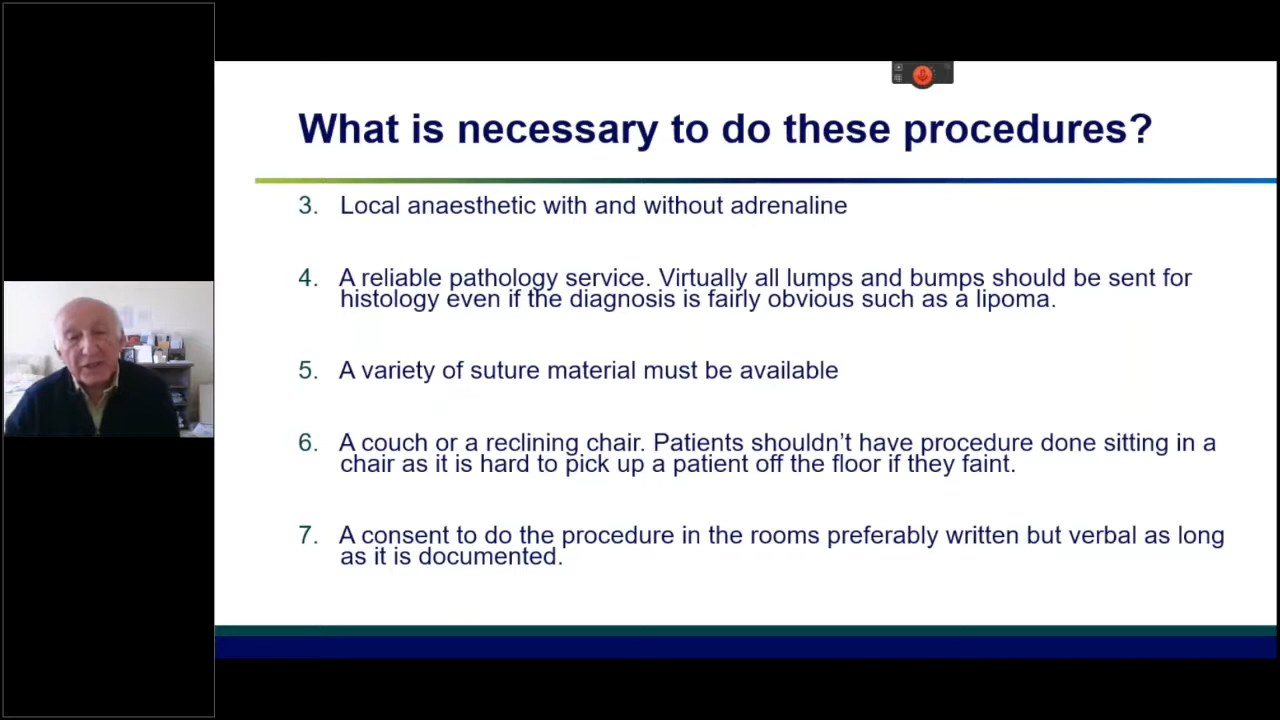 What is necessary to do these procedures?
3. Local anaesthetic with and without adrenaline
4. A reliable pathology service. Virtually all lumps and bumps should be sent for
histology even if the diagnosis is fairly obvious such as a lipoma.
5. A variety of suture material must be available
6. A couch or a reclining chair. Patients shouldn’t have procedure done sitting in a
chair as it is hard to pick up a patient off the floor if they faint.
7. A consent to do the procedure in the rooms preferably written but verbal as long
as it is documented.